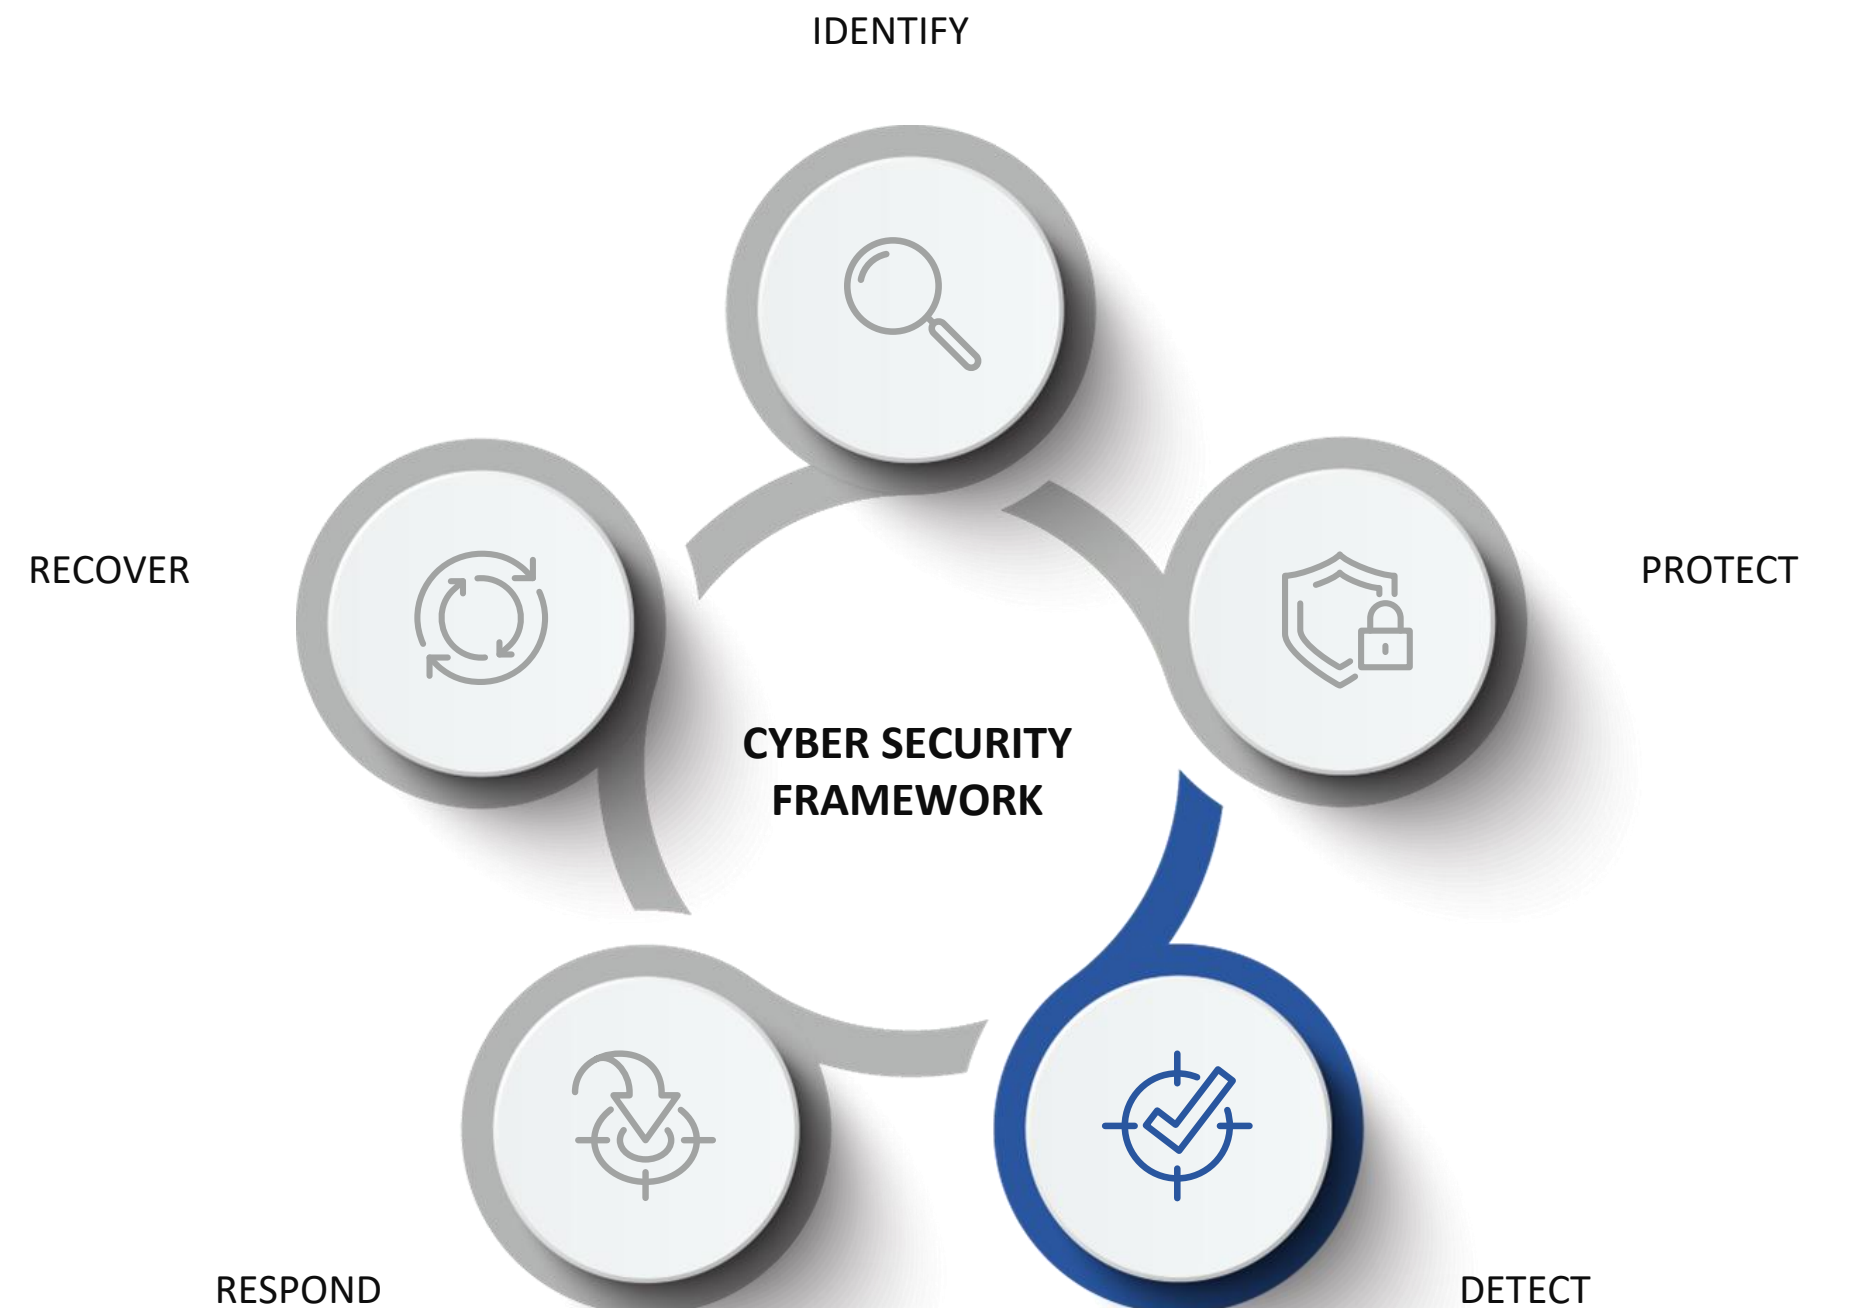 IDENTIFY
RECOVER
PROTECT
CYBER SECURITY
FRAMEWORK
RESPOND
DETECT